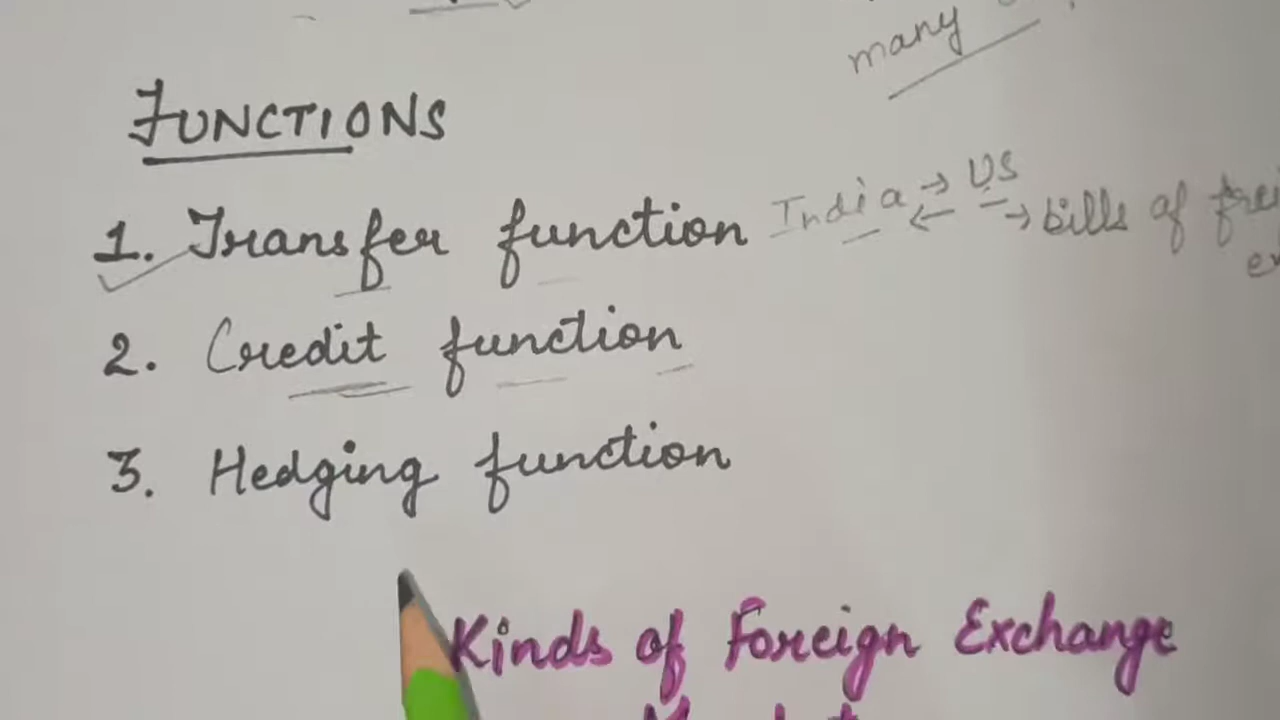 many
FUNCTIONS
1. Transfer function India → US
← → bills of
2. Credit function
3. Hedging function
Kinds of Foreign Exchange